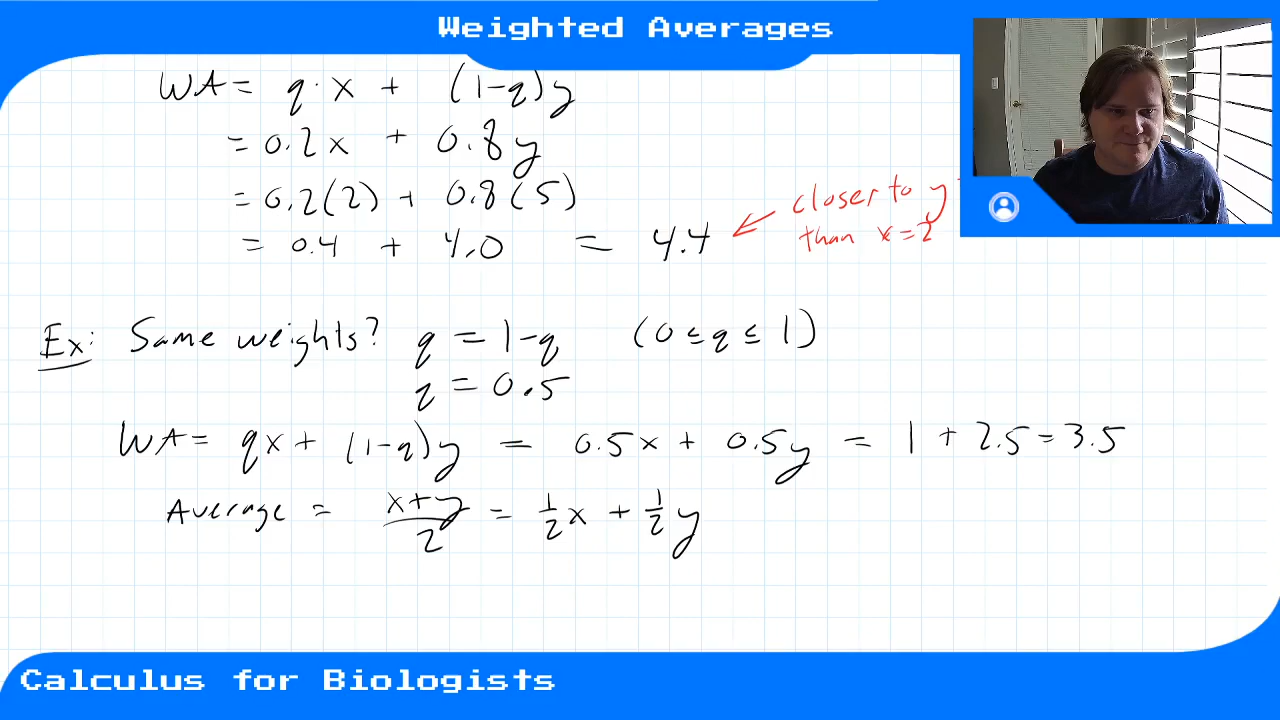 Weighted Averages
WA = q·x + (1-q)y
= 0.2x + 0.8y
= 0.2(2) + 0.8(5)
= 0.4 + 4.0 = 4.4
closer to y
than x=2
Ex: Same weights? q = 1-q (0 ≤ q ≤ 1)
q = 0.5
WA = qx + (1-q)y = 0.5x + 0.5y = 1 + 2.5 = 3.5
Average = x+y/2 = 1/2x + 1/2y
Calculus for Biologists